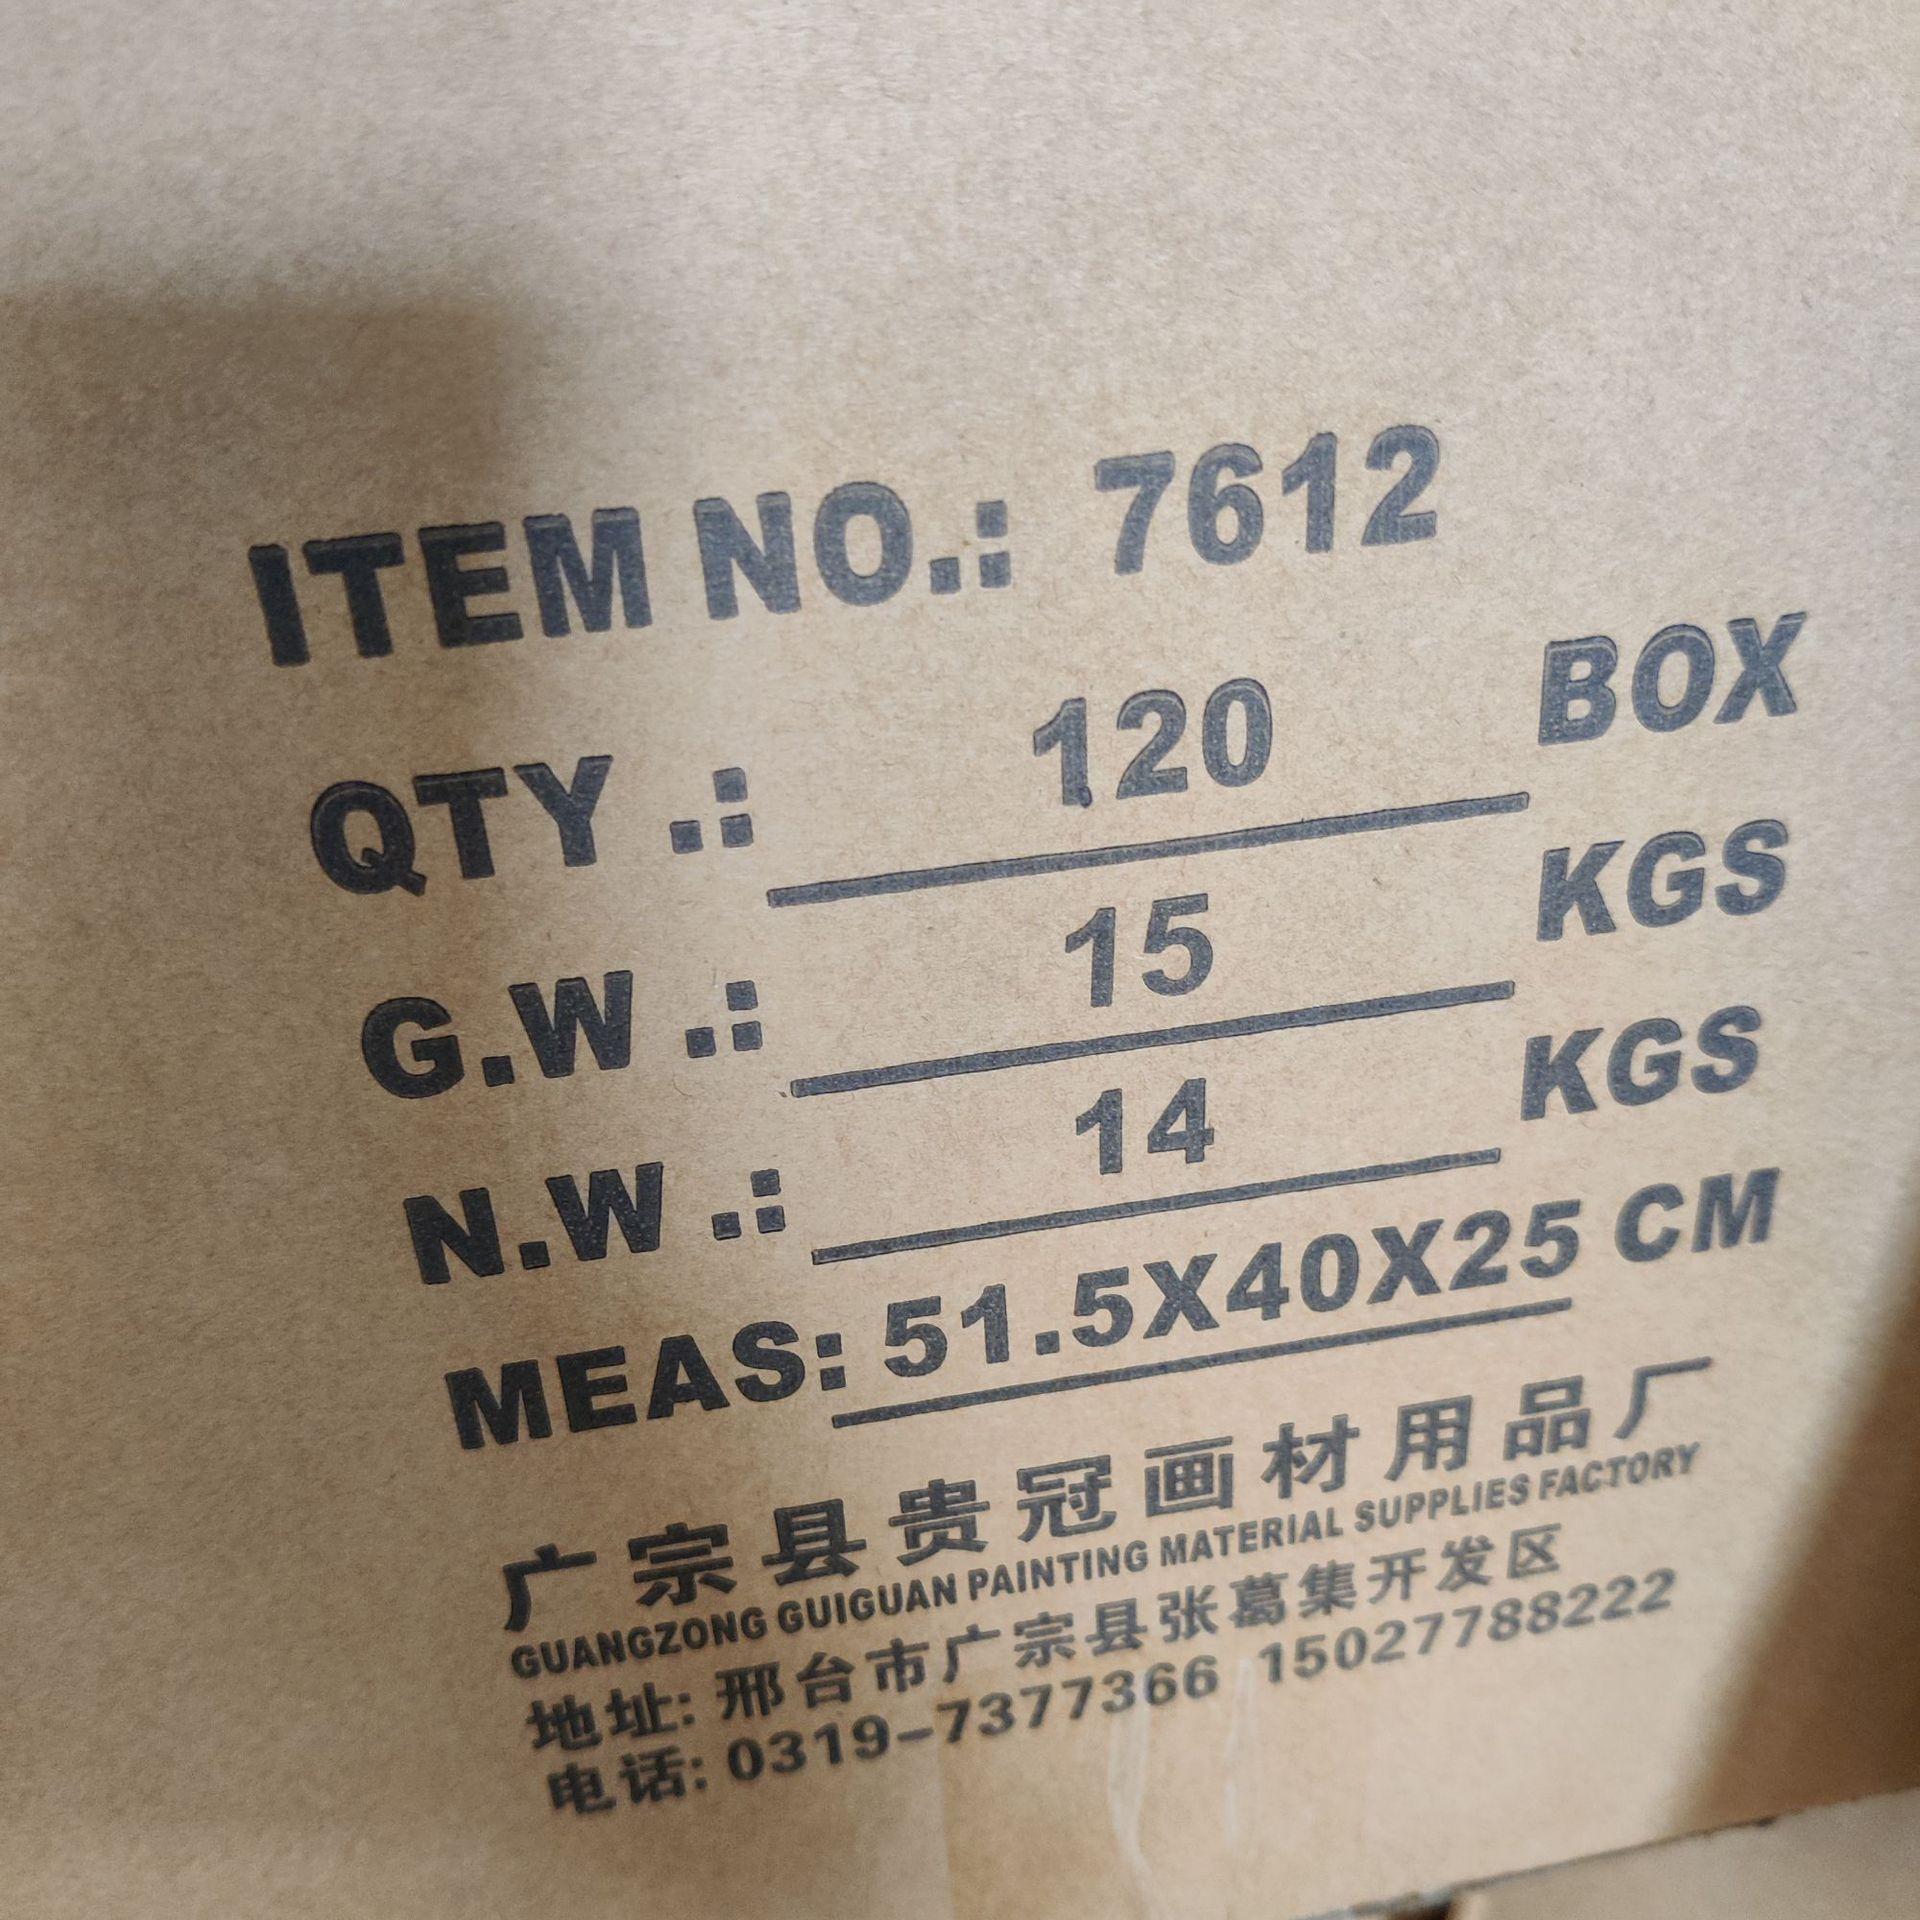 ITEM NO.: 7612
QTY .: 120 BOX
G.W .: 15 KGS
N.W .: 14 KGS
MEAS: 51.5X40X25 CM
广宗县贵冠画材用品厂
GUANGZONG GUIGUAN PAINTING MATERIAL SUPPLIES FACTORY
地址: 邢台市广宗县张葛集开发区
电话: 0319-7377366 15027788222